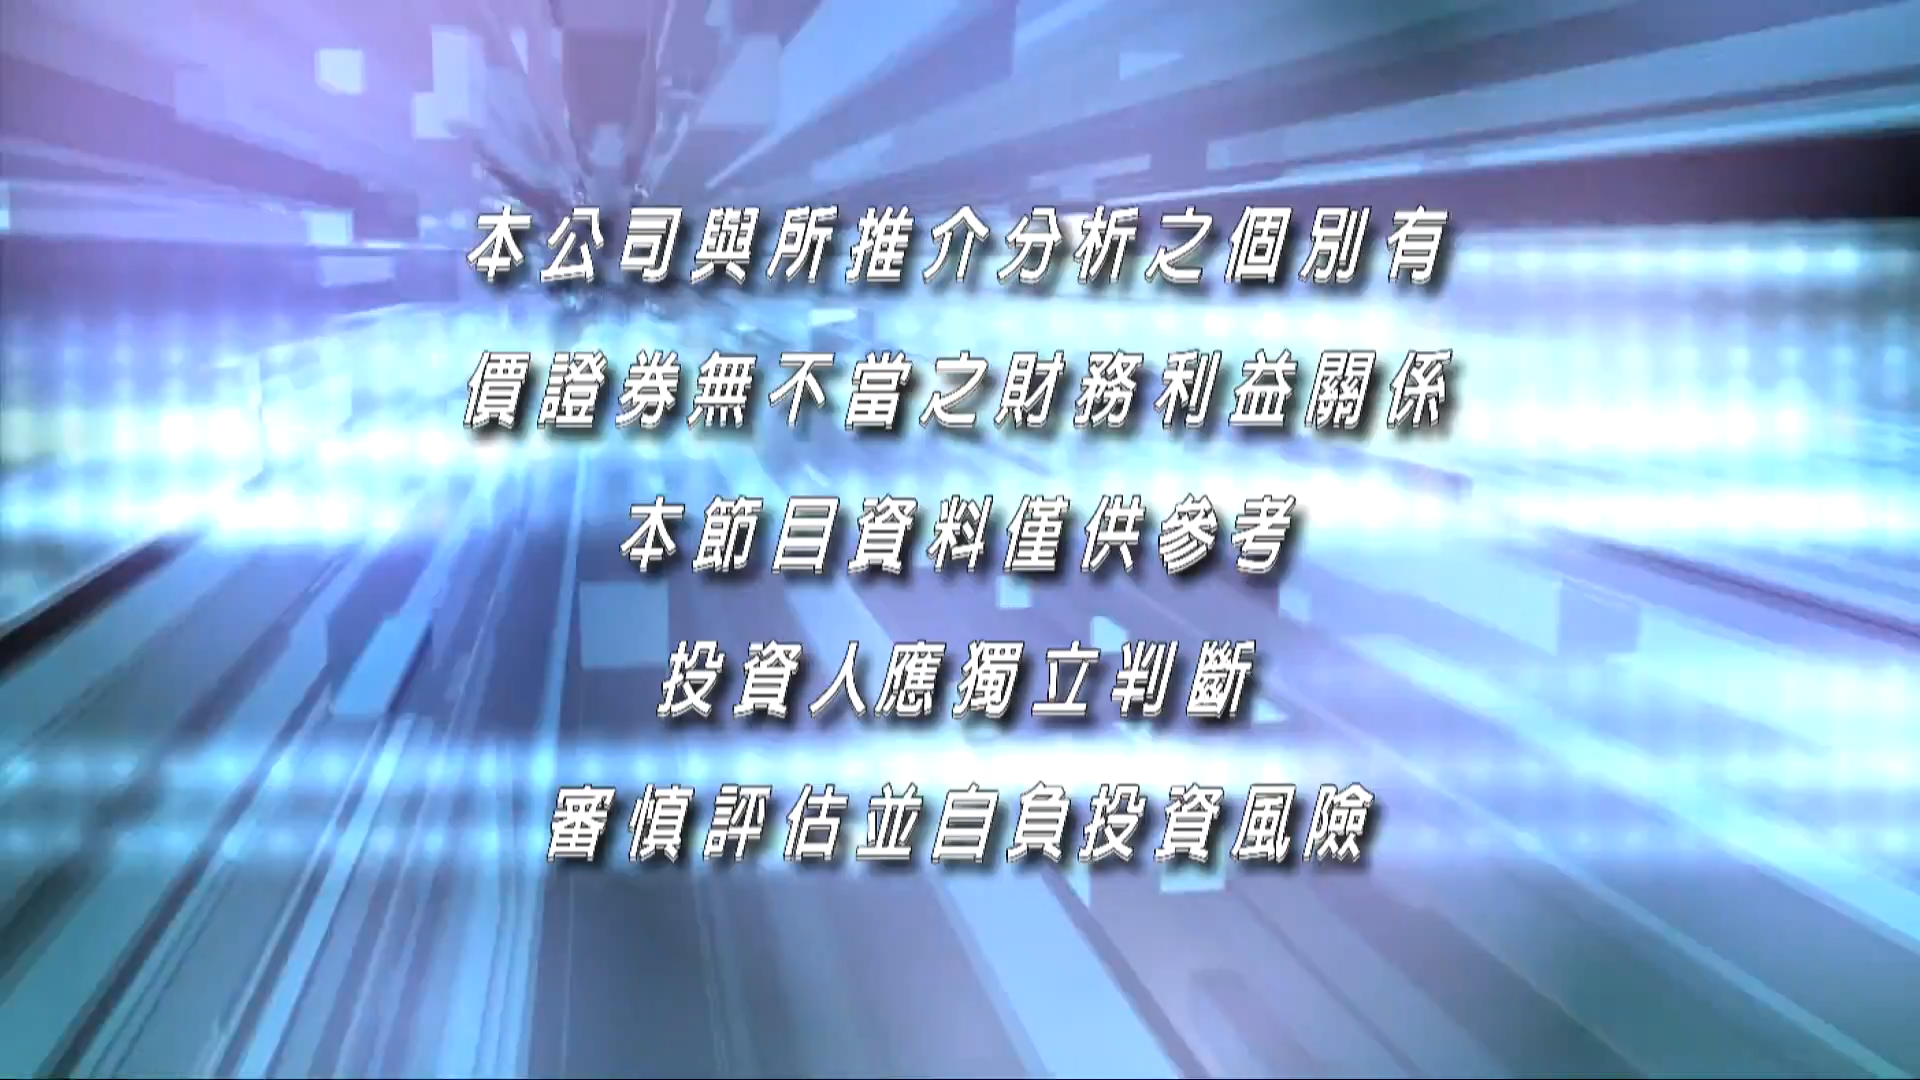 本公司與所推介分析之個別有
價證券無不當之財務利益關係
本節目資料僅供參考
投資人應獨立判斷
審慎評估並自負投資風險